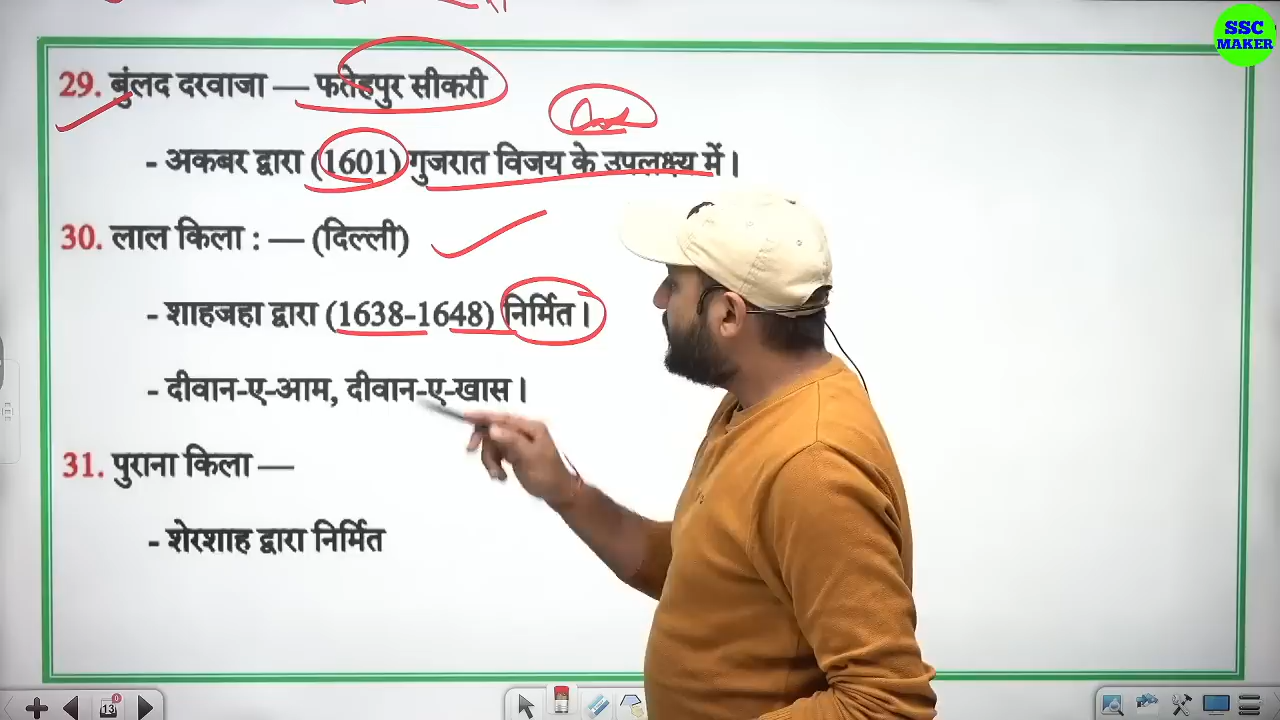 SSC
MAKER
29. बुंलद दरवाजा — फतेहपुर सीकरी
- अकबर द्वारा (1601) गुजरात विजय के उपलक्ष्य में।
30. लाल किला : — (दिल्ली)
- शाहजहा द्वारा (1638-1648) निर्मित।
- दीवान-ए-आम, दीवान-ए-खास।
31. पुराना किला —
- शेरशाह द्वारा निर्मित
13